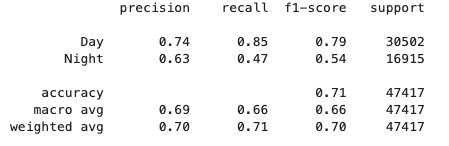 precision recall f1-score support
Day 0.74 0.85 0.79 30502
Night 0.63 0.47 0.54 16915
accuracy 0.71 47417
macro avg 0.69 0.66 0.66 47417
weighted avg 0.70 0.71 0.70 47417